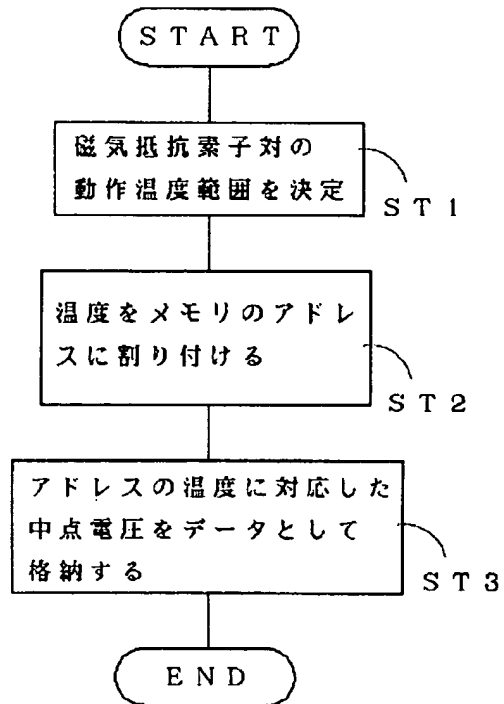 START
磁気抵抗素子対の
動作温度範囲を決定
ST1
温度をメモリのアドレ
スに割り付ける
ST2
アドレスの温度に対応した
中点電圧をデータとして
格納する
ST3
END